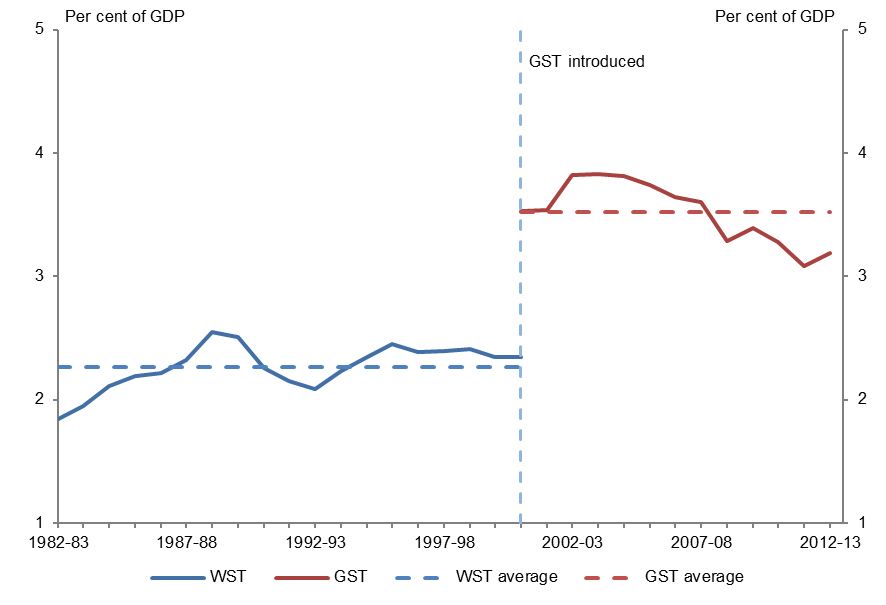 Per cent of GDP Per cent of GDP
5 5
GST introduced
4 4
3 3
2 2
1 1
1982-83 1987-88 1992-93 1997-98 2002-03 2007-08 2012-13
WST GST WST average GST average